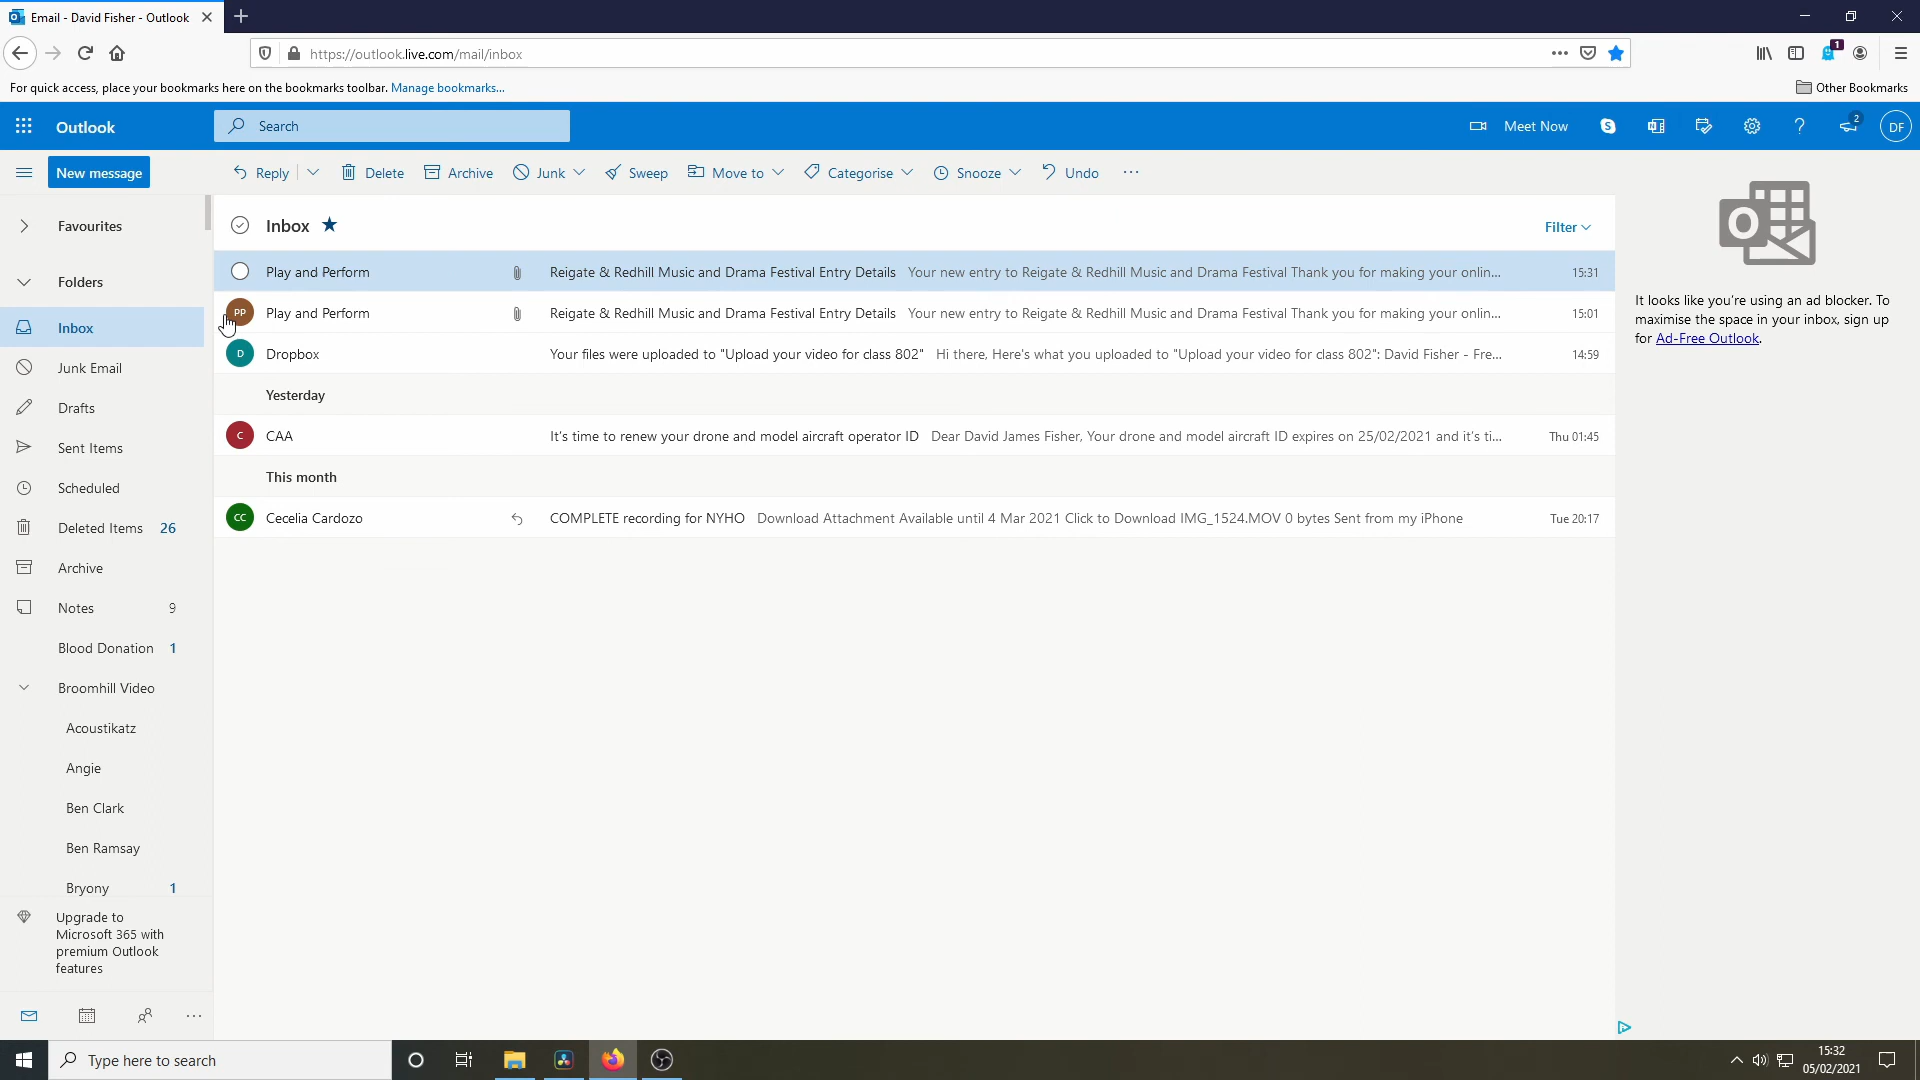 Email - David Fisher - Outlook
https://outlook.live.com/mail/inbox
1
For quick access, place your bookmarks here on the bookmarks toolbar. Manage bookmarks...
Other Bookmarks
Outlook
Search
Meet Now
2
DF
New message
Reply
Delete
Archive
Junk
Sweep
Move to
Categorise
Snooze
Undo
Favourites
Folders
Inbox
Junk Email
Drafts
Sent Items
Scheduled
Deleted Items 26
Archive
Notes 9
Blood Donation 1
Broomhill Video
Acoustikatz
Angie
Ben Clark
Ben Ramsay
Bryony 1
Upgrade to
Microsoft 365 with
premium Outlook
features
Inbox
Filter
Play and Perform Reigate & Redhill Music and Drama Festival Entry Details Your new entry to Reigate & Redhill Music and Drama Festival Thank you for making your onlin... 15:31
PP Play and Perform Reigate & Redhill Music and Drama Festival Entry Details Your new entry to Reigate & Redhill Music and Drama Festival Thank you for making your onlin... 15:01
D Dropbox Your files were uploaded to "Upload your video for class 802" Hi there, Here's what you uploaded to "Upload your video for class 802": David Fisher - Fre... 14:59
Yesterday
C CAA It's time to renew your drone and model aircraft operator ID Dear David James Fisher, Your drone and model aircraft ID expires on 25/02/2021 and it's ti... Thu 01:45
This month
CC Cecelia Cardozo COMPLETE recording for NYHO Download Attachment Available until 4 Mar 2021 Click to Download IMG_1524.MOV 0 bytes Sent from my iPhone Tue 20:17
It looks like you're using an ad blocker. To
maximise the space in your inbox, sign up
for Ad-Free Outlook.
Type here to search
15:32
05/02/2021